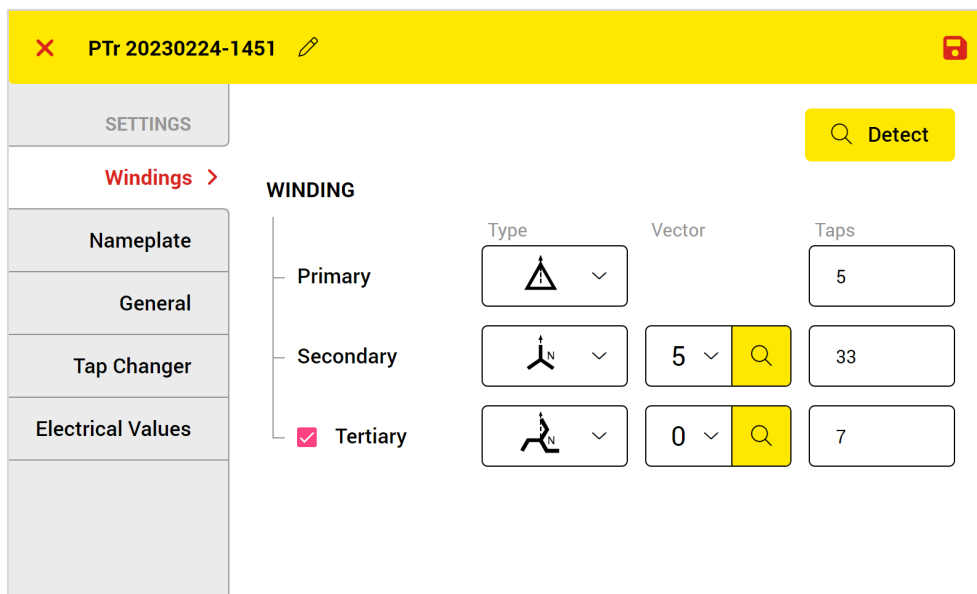 PTr 20230224-1451
SETTINGS
Detect
Windings
WINDING
Nameplate
Type Vector Taps
Primary 5
General
Secondary N 5 33
Tap Changer
Electrical Values
Tertiary N 0 7